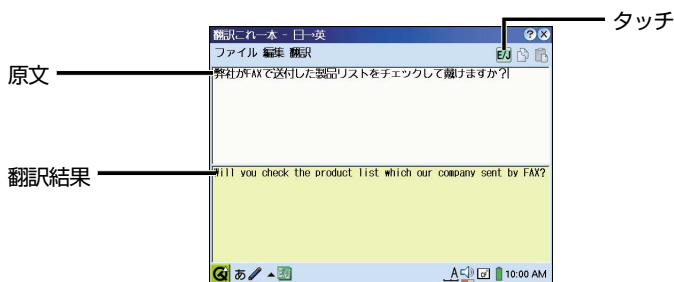 タッチ
翻訳これ一本 - 日→英
ファイル 編集 翻訳
E/J
原文
弊社がFAXで送付した製品リストをチェックして戴けますか?
翻訳結果
Will you check the product list which our company sent by FAX?
あ
A
10:00 AM